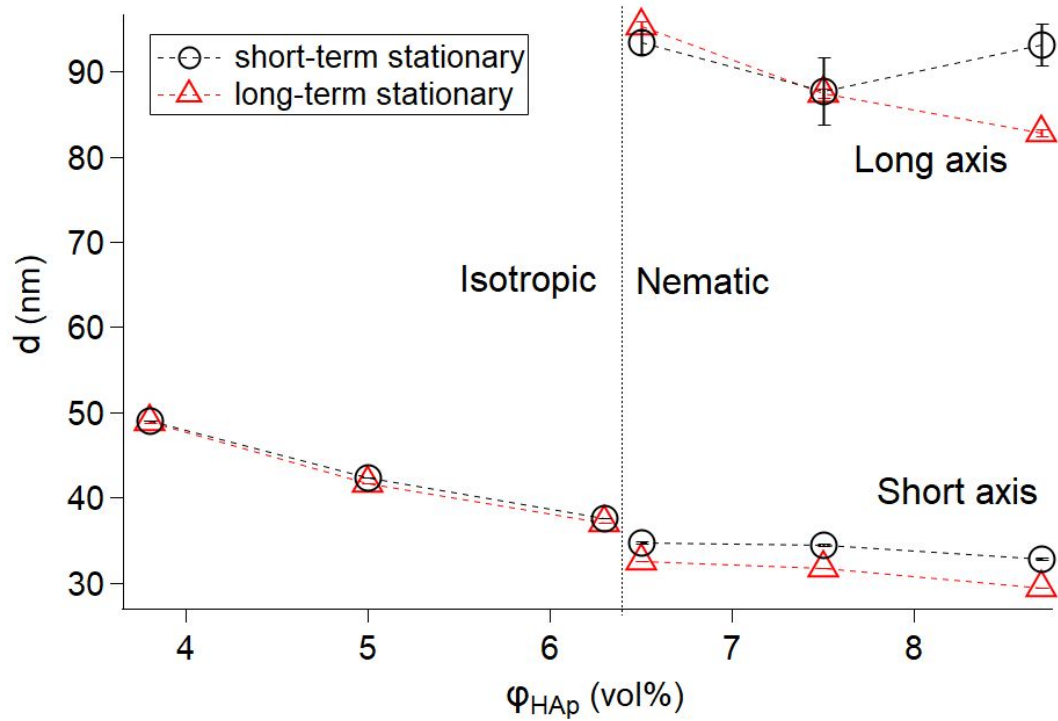 short-term stationary
long-term stationary
90
80
70
60
50
40
30
d (nm)
Long axis
Isotropic
Nematic
Short axis
4
5
6
7
8
φHAp (vol%)